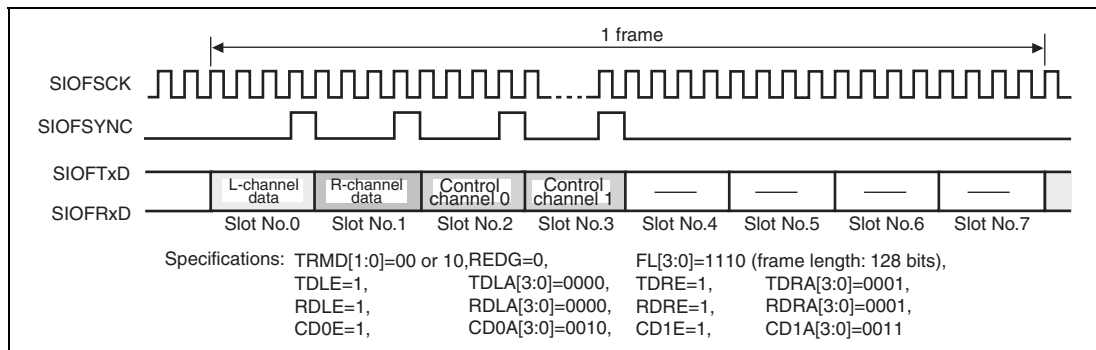 1 frame
SIOFSCK
SIOFSYNC
SIOFTxD
SIOFRxD
L-channel data
R-channel data
Control channel 0
Control channel 1
Slot No.0 Slot No.1 Slot No.2 Slot No.3 Slot No.4 Slot No.5 Slot No.6 Slot No.7
Specifications: TRMD[1:0]=00 or 10, REDG=0, FL[3:0]=1110 (frame length: 128 bits),
TDLE=1, TDLA[3:0]=0000, TDRE=1, TDRA[3:0]=0001,
RDLE=1, RDLA[3:0]=0000, RDRE=1, RDRA[3:0]=0001,
CD0E=1, CD0A[3:0]=0010, CD1E=1, CD1A[3:0]=0011